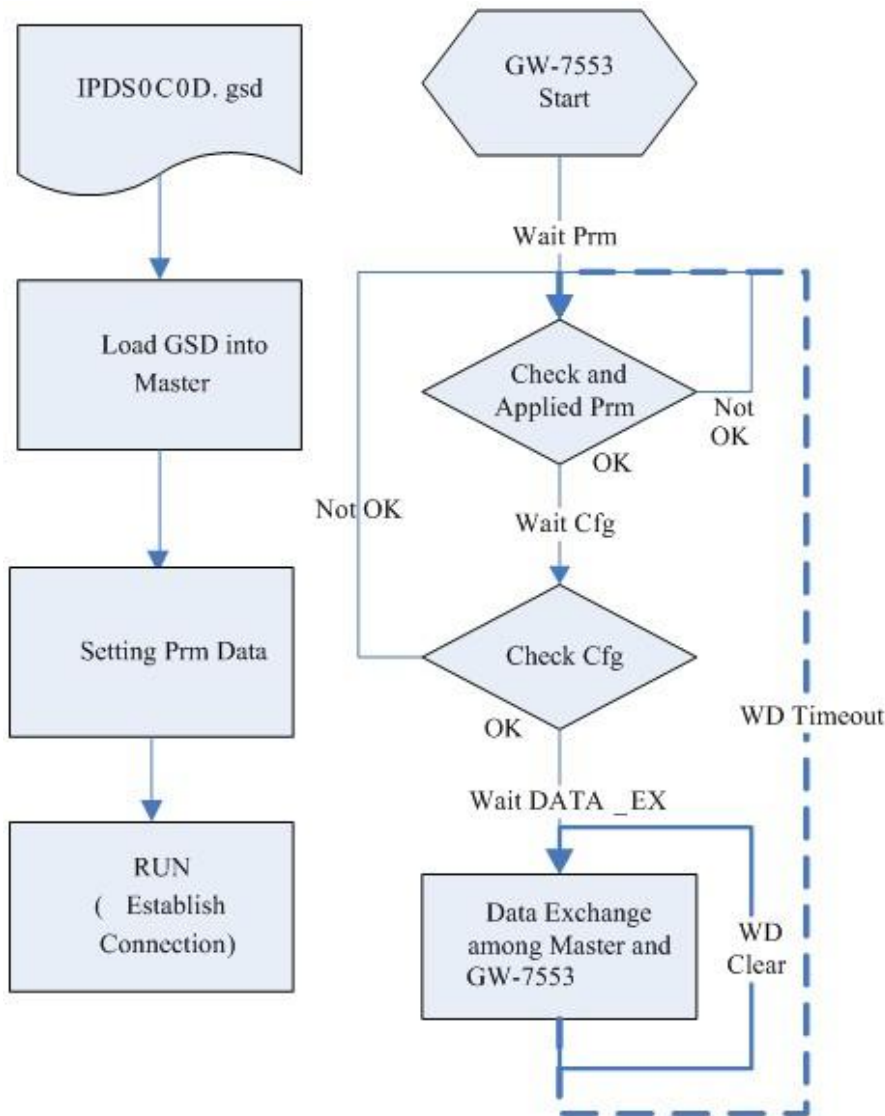 IPDS0C0D. gsd
Load GSD into
Master
Setting Prm Data
RUN
( Establish
Connection)
GW-7553
Start
Wait Prm
Check and
Applied Prm
Not
OK
OK
Not OK
Wait Cfg
Check Cfg
OK
WD Timeout
Wait DATA _EX
Data Exchange
among Master and
GW-7553
WD
Clear